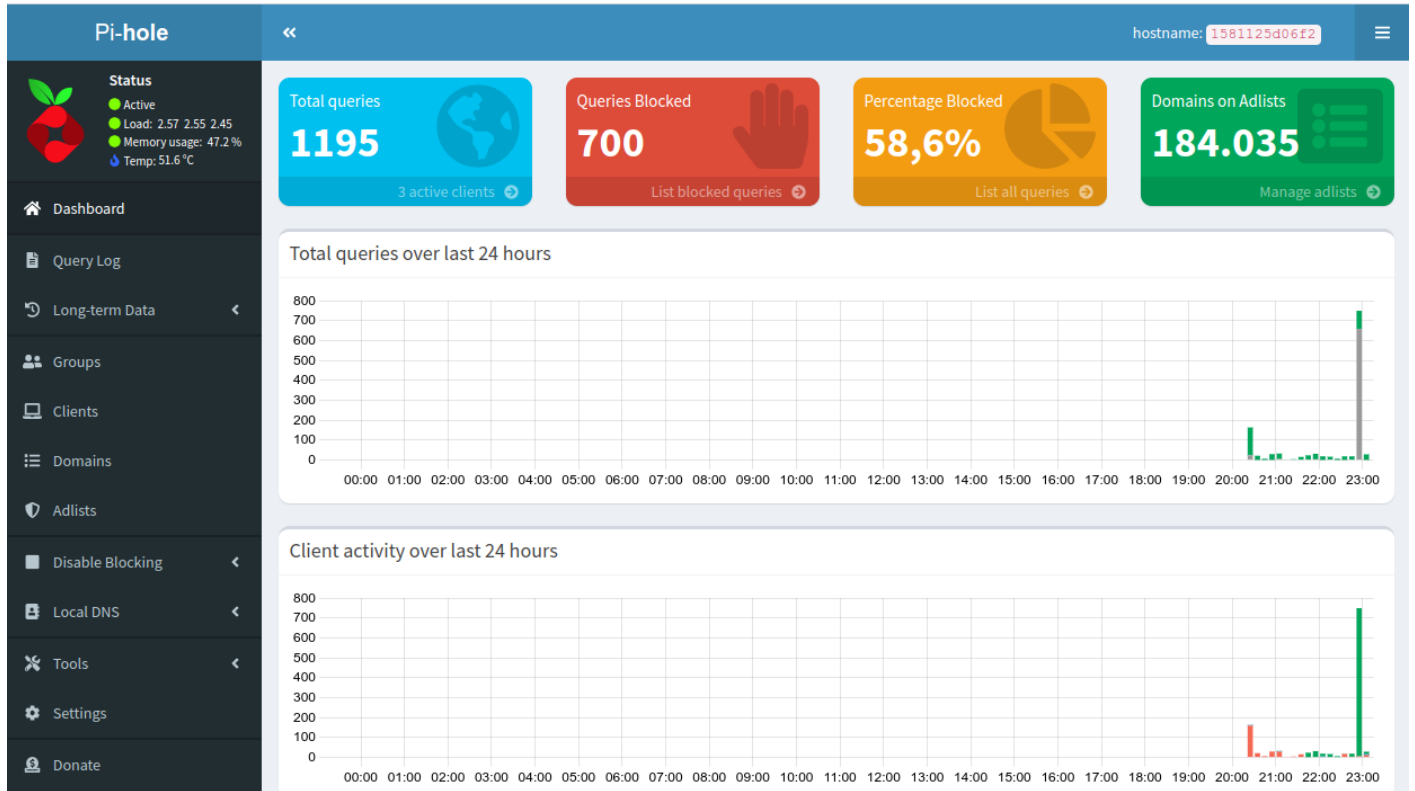 Pi-hole
hostname: 1581125d06f2
Status
Active
Load: 2.57 2.55 2.45
Memory usage: 47.2 %
Temp: 51.6 °C
Dashboard
Query Log
Long-term Data
Groups
Clients
Domains
Adlists
Disable Blocking
Local DNS
Tools
Settings
Donate
Total queries
1195
3 active clients
Queries Blocked
700
List blocked queries
Percentage Blocked
58,6%
List all queries
Domains on Adlists
184.035
Manage adlists
Total queries over last 24 hours
800
700
600
500
400
300
200
100
0
00:00 01:00 02:00 03:00 04:00 05:00 06:00 07:00 08:00 09:00 10:00 11:00 12:00 13:00 14:00 15:00 16:00 17:00 18:00 19:00 20:00 21:00 22:00 23:00
Client activity over last 24 hours
800
700
600
500
400
300
200
100
0
00:00 01:00 02:00 03:00 04:00 05:00 06:00 07:00 08:00 09:00 10:00 11:00 12:00 13:00 14:00 15:00 16:00 17:00 18:00 19:00 20:00 21:00 22:00 23:00